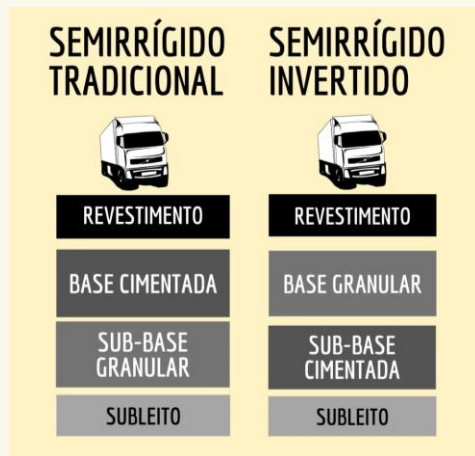 SEMIRRÍGIDO
TRADICIONAL
REVESTIMENTO
BASE CIMENTADA
SUB-BASE
GRANULAR
SUBLEITO
SEMIRRÍGIDO
INVERTIDO
REVESTIMENTO
BASE GRANULAR
SUB-BASE
CIMENTADA
SUBLEITO